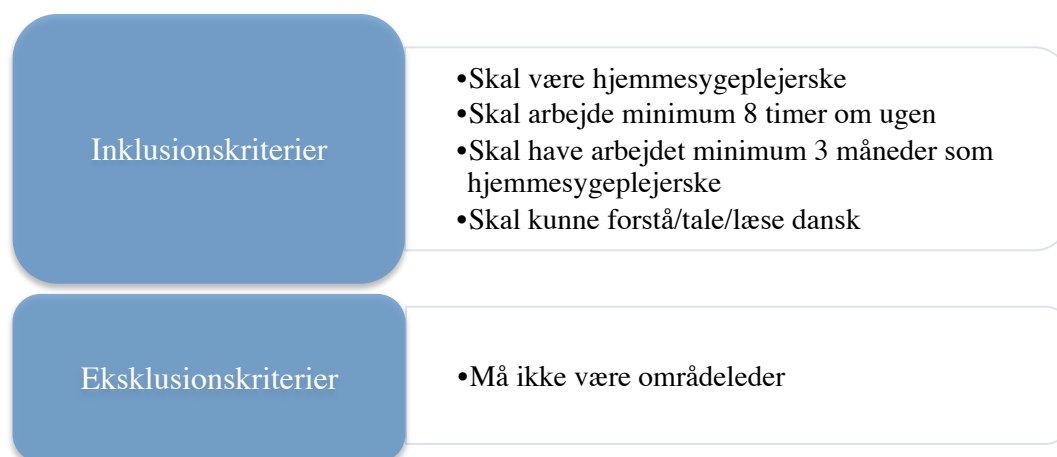 Inklusionskriterier
•Skal være hjemmesygeplejerske
•Skal arbejde minimum 8 timer om ugen
•Skal have arbejdet minimum 3 måneder som
hjemmesygeplejerske
•Skal kunne forstå/tale/læse dansk
Eksklusionskriterier
•Må ikke være områdeleder